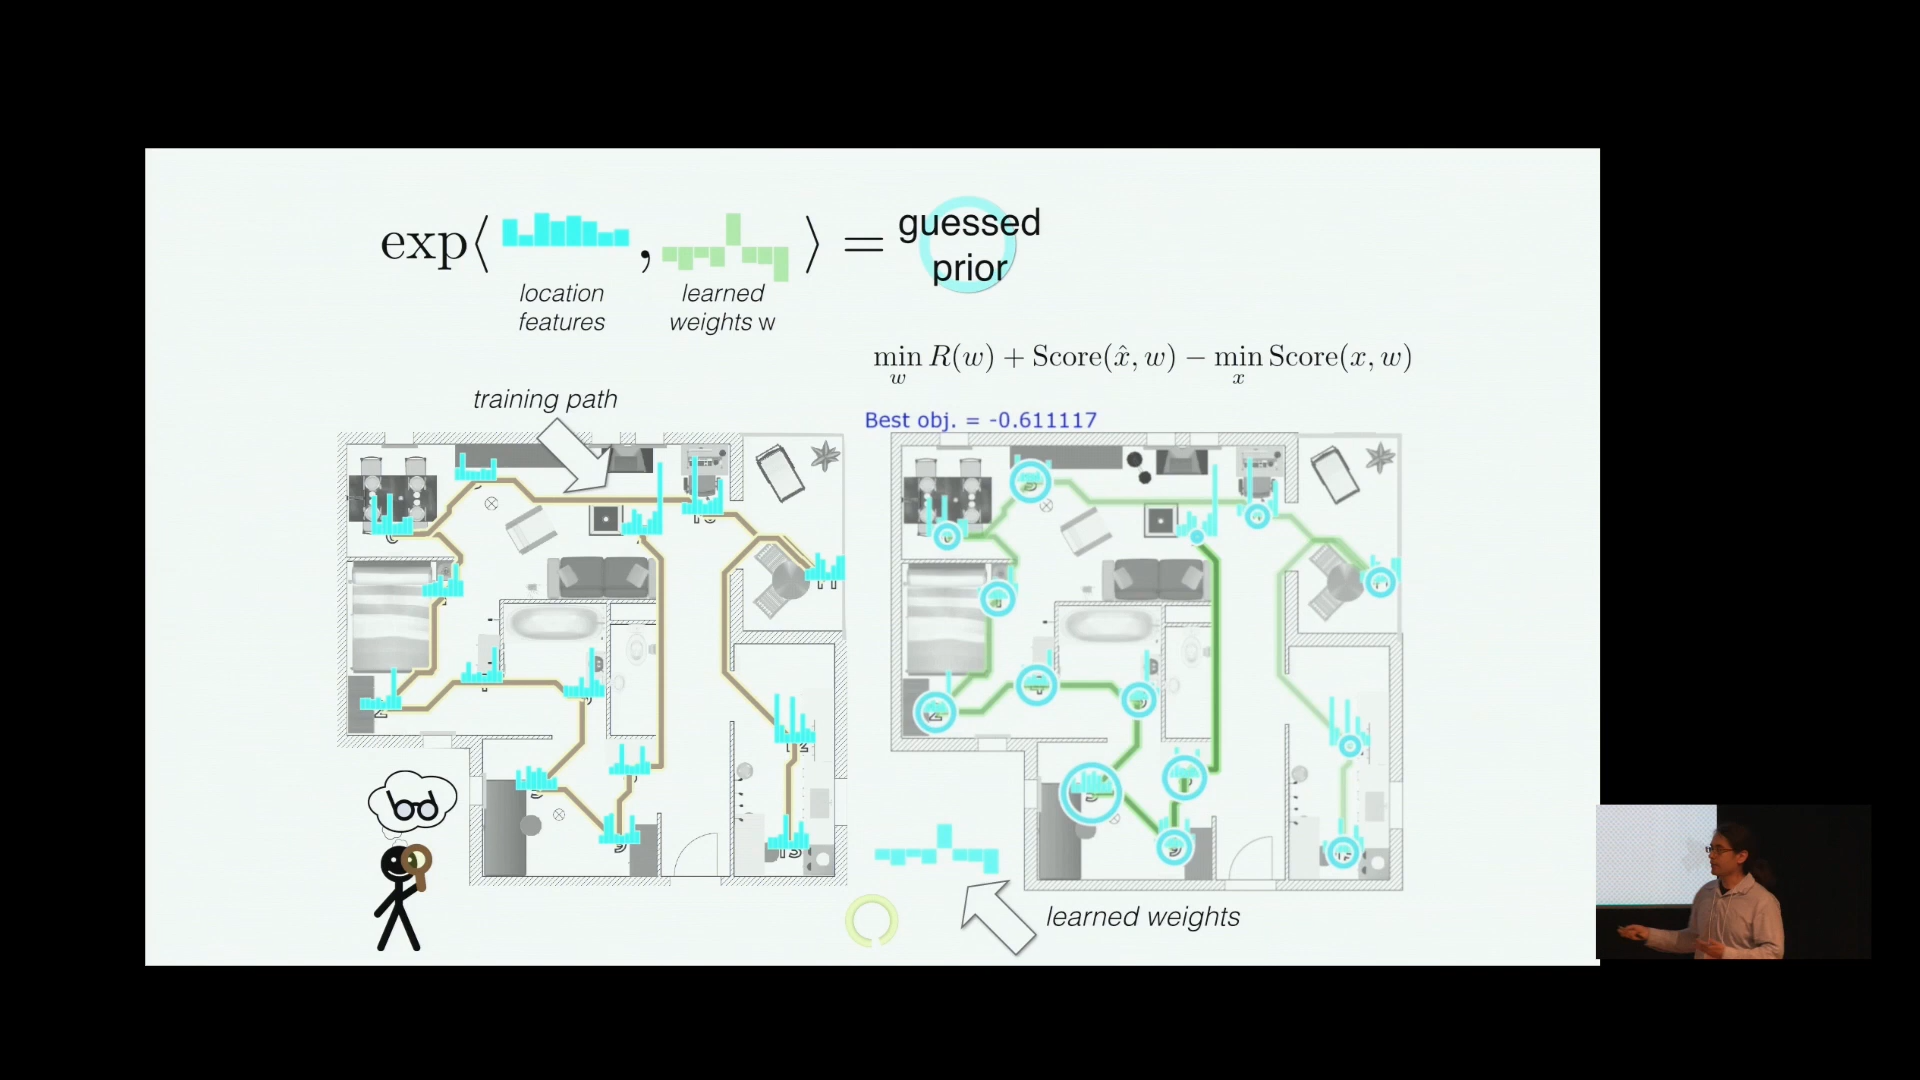 exp⟨ , ⟩ = guessed
prior
location
features
learned
weights w
min R(w) + Score(x̂, w) − min Score(x, w)
w x
training path
Best obj. = -0.611117
learned weights